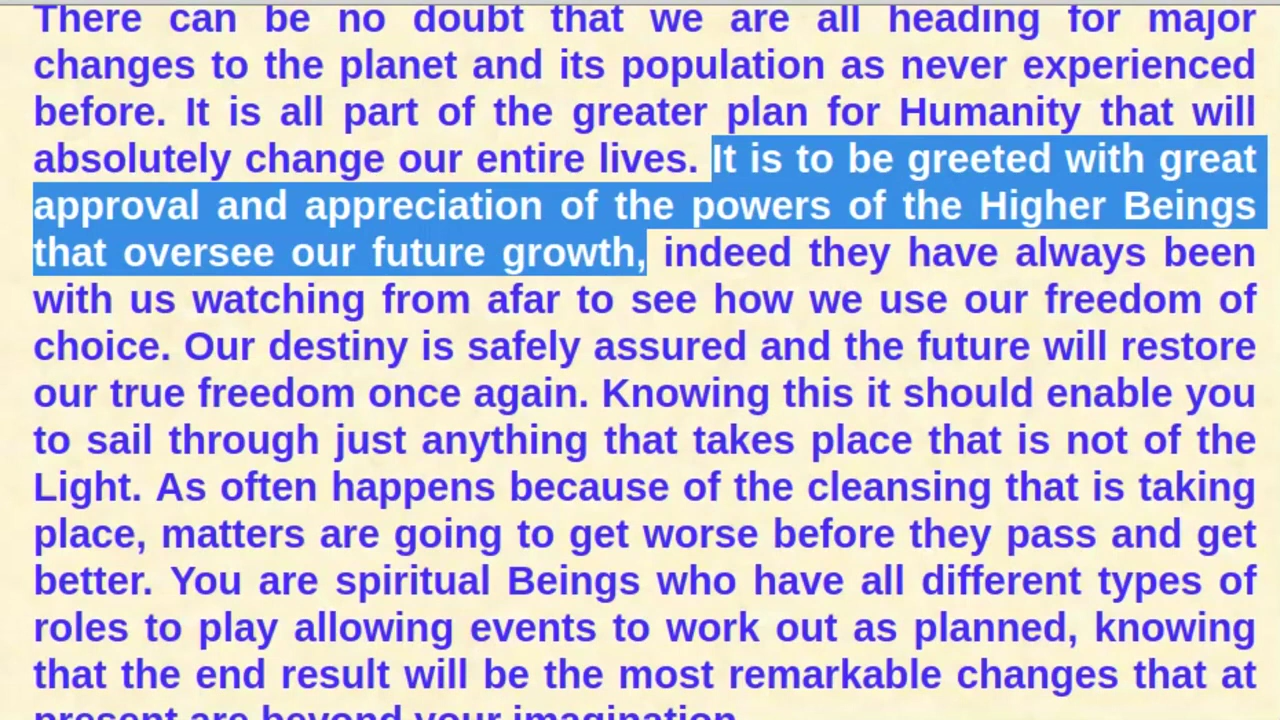 There can be no doubt that we are all heading for major
changes to the planet and its population as never experienced
before. It is all part of the greater plan for Humanity that will
absolutely change our entire lives. It is to be greeted with great
approval and appreciation of the powers of the Higher Beings
that oversee our future growth, indeed they have always been
with us watching from afar to see how we use our freedom of
choice. Our destiny is safely assured and the future will restore
our true freedom once again. Knowing this it should enable you
to sail through just anything that takes place that is not of the
Light. As often happens because of the cleansing that is taking
place, matters are going to get worse before they pass and get
better. You are spiritual Beings who have all different types of
roles to play allowing events to work out as planned, knowing
that the end result will be the most remarkable changes that at
present are beyond your imagination.